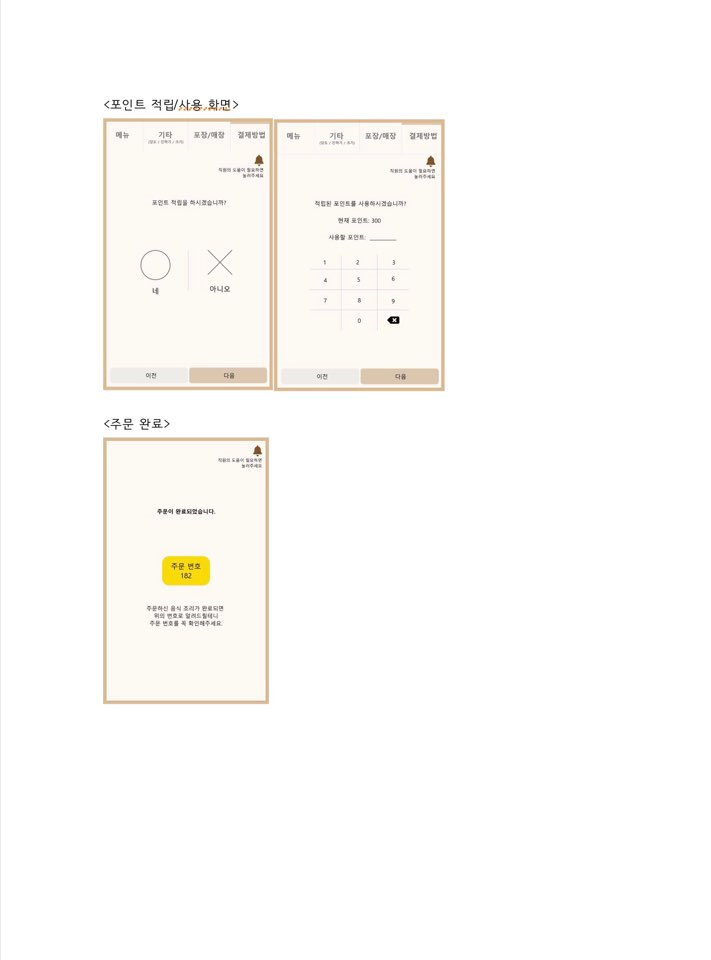 <포인트 적립/사용 화면>
메뉴 기타 포장/매장 결제방법
직원의 도움이 필요하면
눌러주세요
포인트 적립을 하시겠습니까?
네 아니오
이전 다음
메뉴 기타 포장/매장 결제방법
직원의 도움이 필요하면
눌러주세요
적립된 포인트를 사용하시겠습니까?
현재 포인트: 300
사용할 포인트: ________
1 2 3
4 5 6
7 8 9
0
이전 다음
<주문 완료>
직원의 도움이 필요하면
눌러주세요
주문이 완료되었습니다.
주문 번호
182
주문하신 음식 조리가 완료되면
위의 번호로 알려드릴테니
주문 번호를 꼭 확인해주세요.